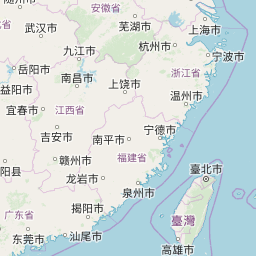 随州市
安徽省
上海市
武汉市
芜湖市
杭州市
九江市
宁波市
岳阳市
浙江省
南昌市
益阳市
上饶市
江西省
宜春市
温州市
吉安市
南平市
宁德市
福建省
赣州市
龙岩市
臺北市
阳县
泉州市
广东省
揭阳市
臺灣
东莞市
汕尾市
高雄市